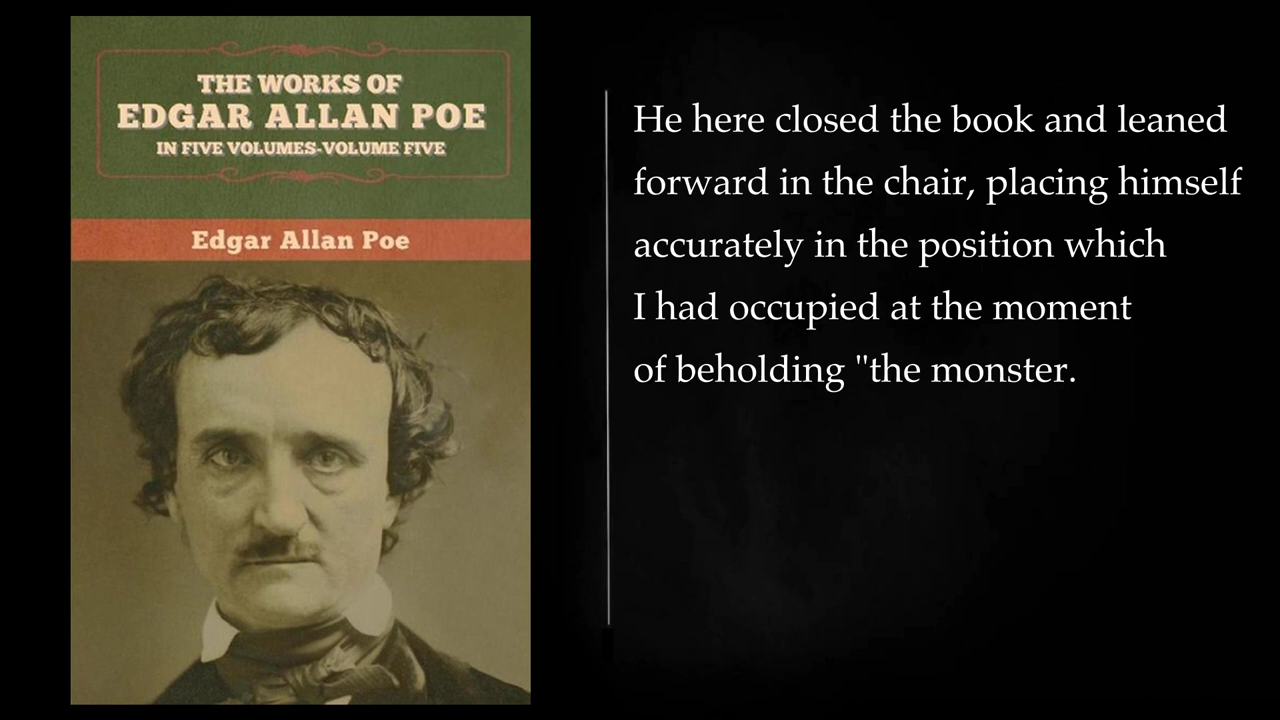 THE WORKS OF
EDGAR ALLAN POE
IN FIVE VOLUMES-VOLUME FIVE
Edgar Allan Poe
He here closed the book and leaned
forward in the chair, placing himself
accurately in the position which
I had occupied at the moment
of beholding "the monster.